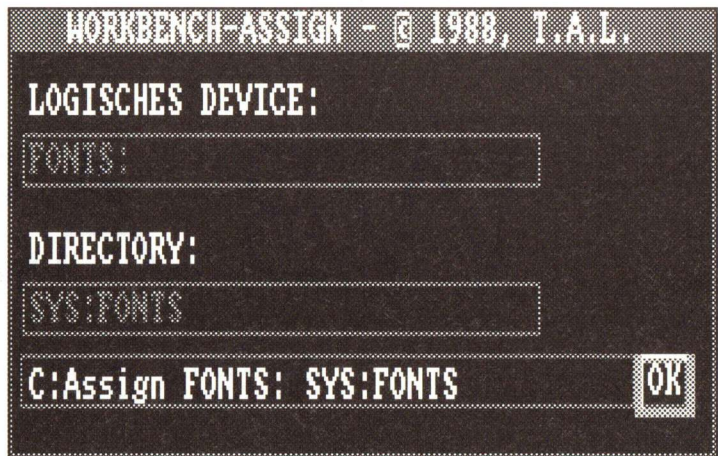 WORKBENCH-ASSIGN - © 1988, T.A.L.
LOGISCHES DEVICE:
FONTS:
DIRECTORY:
SYS:FONTS
C:Assign FONTS: SYS:FONTS OK